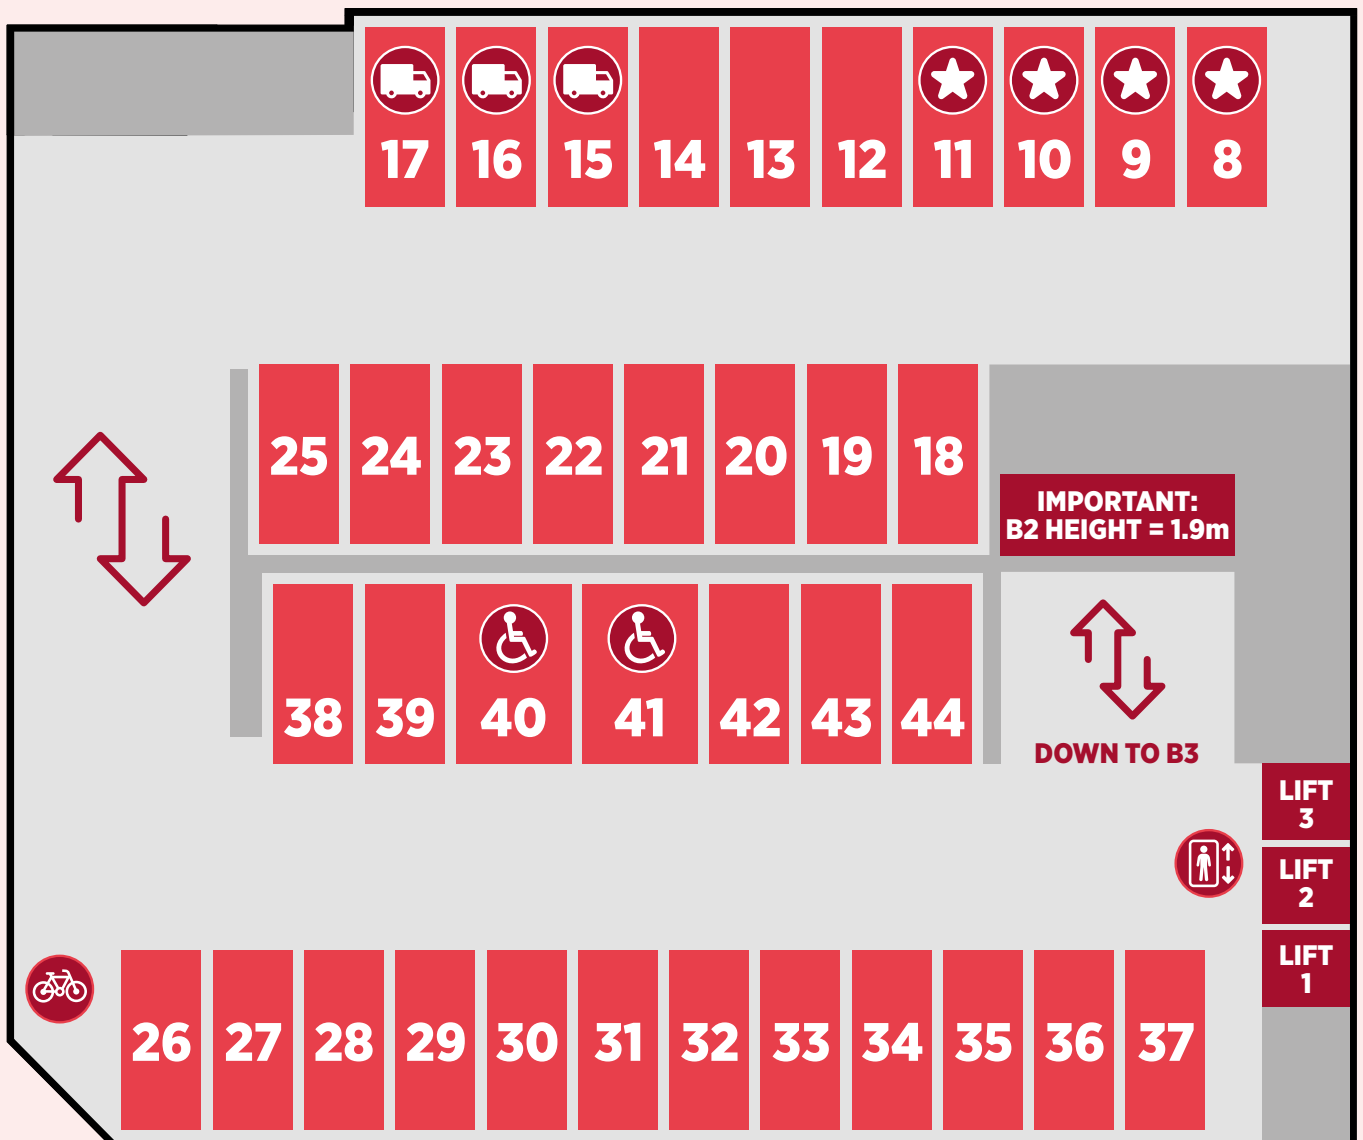 17 16 15 14 13 12 11 10 9 8
25 24 23 22 21 20 19 18
IMPORTANT:
B2 HEIGHT = 1.9m
38 39 40 41 42 43 44
DOWN TO B3
LIFT
3
LIFT
2
LIFT
1
26 27 28 29 30 31 32 33 34 35 36 37